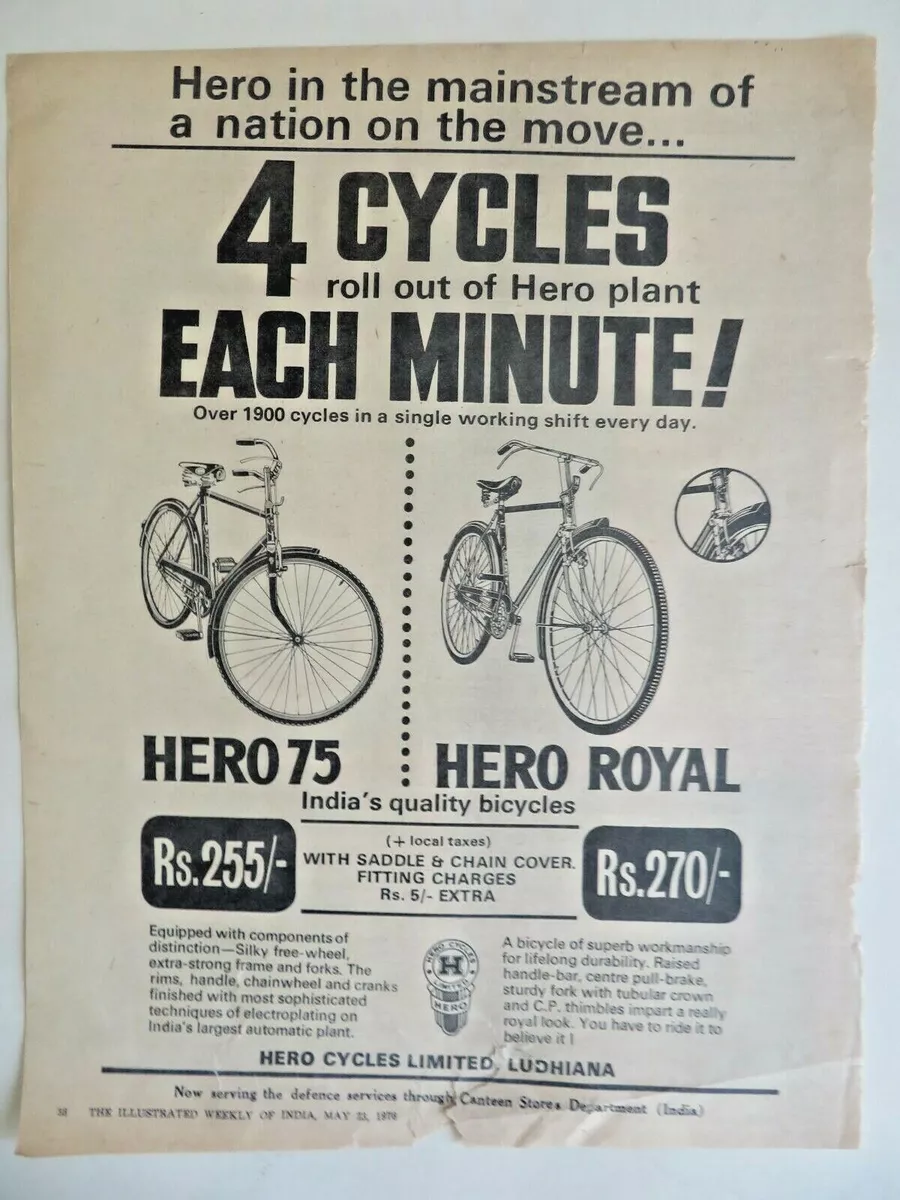 Hero in the mainstream of
a nation on the move...
4 CYCLES
roll out of Hero plant
EACH MINUTE!
Over 1900 cycles in a single working shift every day.
HERO 75
HERO ROYAL
India's quality bicycles
Rs.255/-
(+ local taxes)
WITH SADDLE & CHAIN COVER.
FITTING CHARGES
Rs. 5/- EXTRA
Rs.270/-
Equipped with components of
distinction—Silky free-wheel,
extra-strong frame and forks. The
rims, handle, chainwheel and cranks
finished with most sophisticated
techniques of electroplating on
India's largest automatic plant.
HERO CYCLES
H
LIMITED
HERO
A bicycle of superb workmanship
for lifelong durability. Raised
handle-bar, centre pull-brake,
sturdy fork with tubular crown
and C.P. thimbles impart a really
royal look. You have to ride it to
believe it !
HERO CYCLES LIMITED, LUDHIANA
Now serving the defence services through Canteen Stores Department (India)
THE ILLUSTRATED WEEKLY OF INDIA, MAY